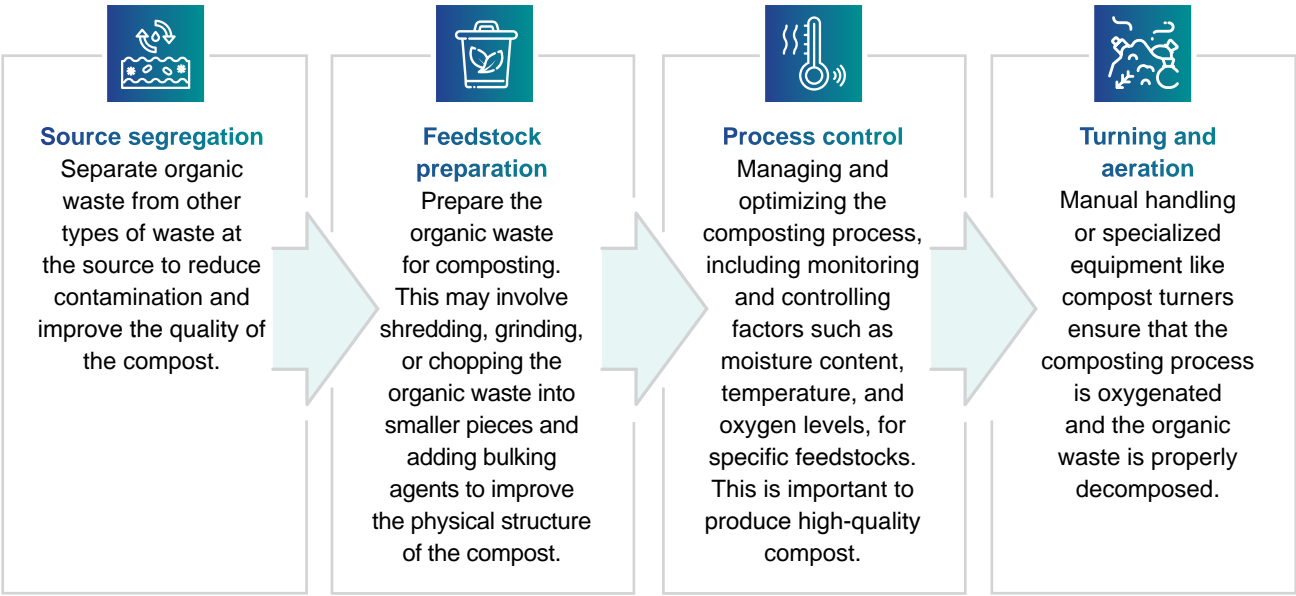 Source segregation
Separate organic
waste from other
types of waste at
the source to reduce
contamination and
improve the quality of
the compost.
Feedstock
preparation
Prepare the
organic waste
for composting.
This may involve
shredding, grinding,
or chopping the
organic waste into
smaller pieces and
adding bulking
agents to improve
the physical structure
of the compost.
Process control
Managing and
optimizing the
composting process,
including monitoring
and controlling
factors such as
moisture content,
temperature, and
oxygen levels, for
specific feedstocks.
This is important to
produce high-quality
compost.
Turning and
aeration
Manual handling
or specialized
equipment like
compost turners
ensure that the
composting process
is oxygenated
and the organic
waste is properly
decomposed.